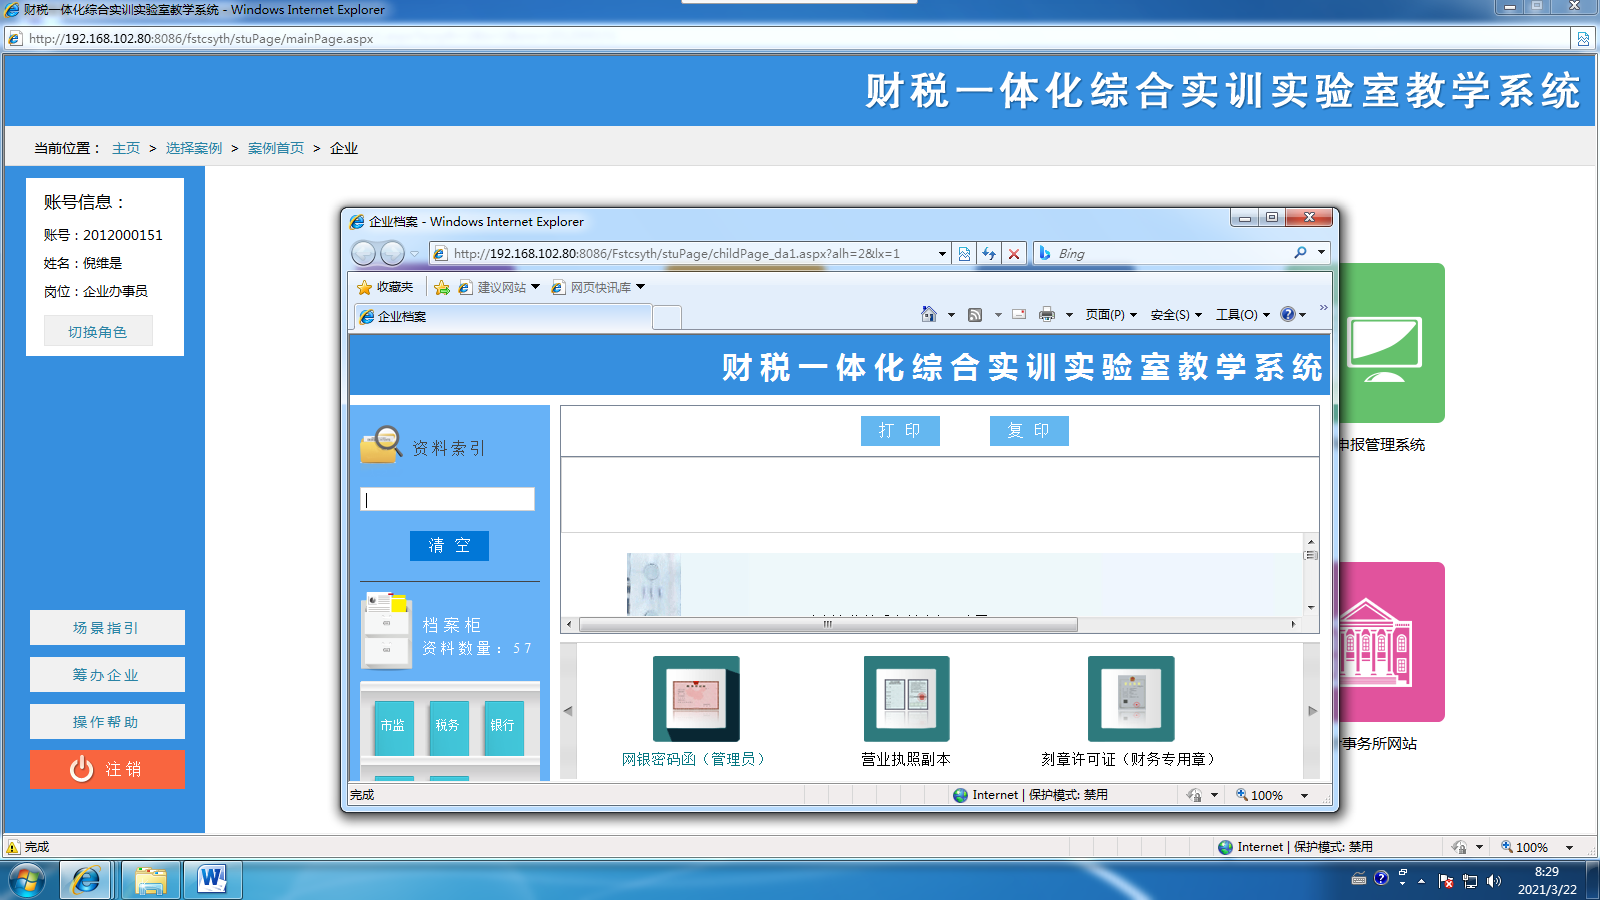 财税一体化综合实训实验室教学系统 - Windows Internet Explorer
http://192.168.102.80:8086/fstcsyth/stuPage/mainPage.aspx
财税一体化综合实训实验室教学系统
当前位置： 主页 > 选择案例 > 案例首页 > 企业
账号信息：
账号：2012000151
姓名：倪维是
岗位：企业办事员
切换角色
场景指引
筹办企业
操作帮助
注销
企业档案 - Windows Internet Explorer
http://192.168.102.80:8086/Fstcsyth/stuPage/childPage_da1.aspx?alh=2&lx=1
Bing
收藏夹 建议网站 网页快讯库
企业档案
页面(P) 安全(S) 工具(O)
财税一体化综合实训实验室教学系统
资料索引
清 空
档案柜
资料数量：57
市监 税务 银行
打 印 复 印
网银密码函（管理员） 营业执照副本 刻章许可证（财务专用章）
完成
Internet | 保护模式: 禁用
100%
申报管理系统
事务所网站
完成
Internet | 保护模式: 禁用
100%
8:29
2021/3/22